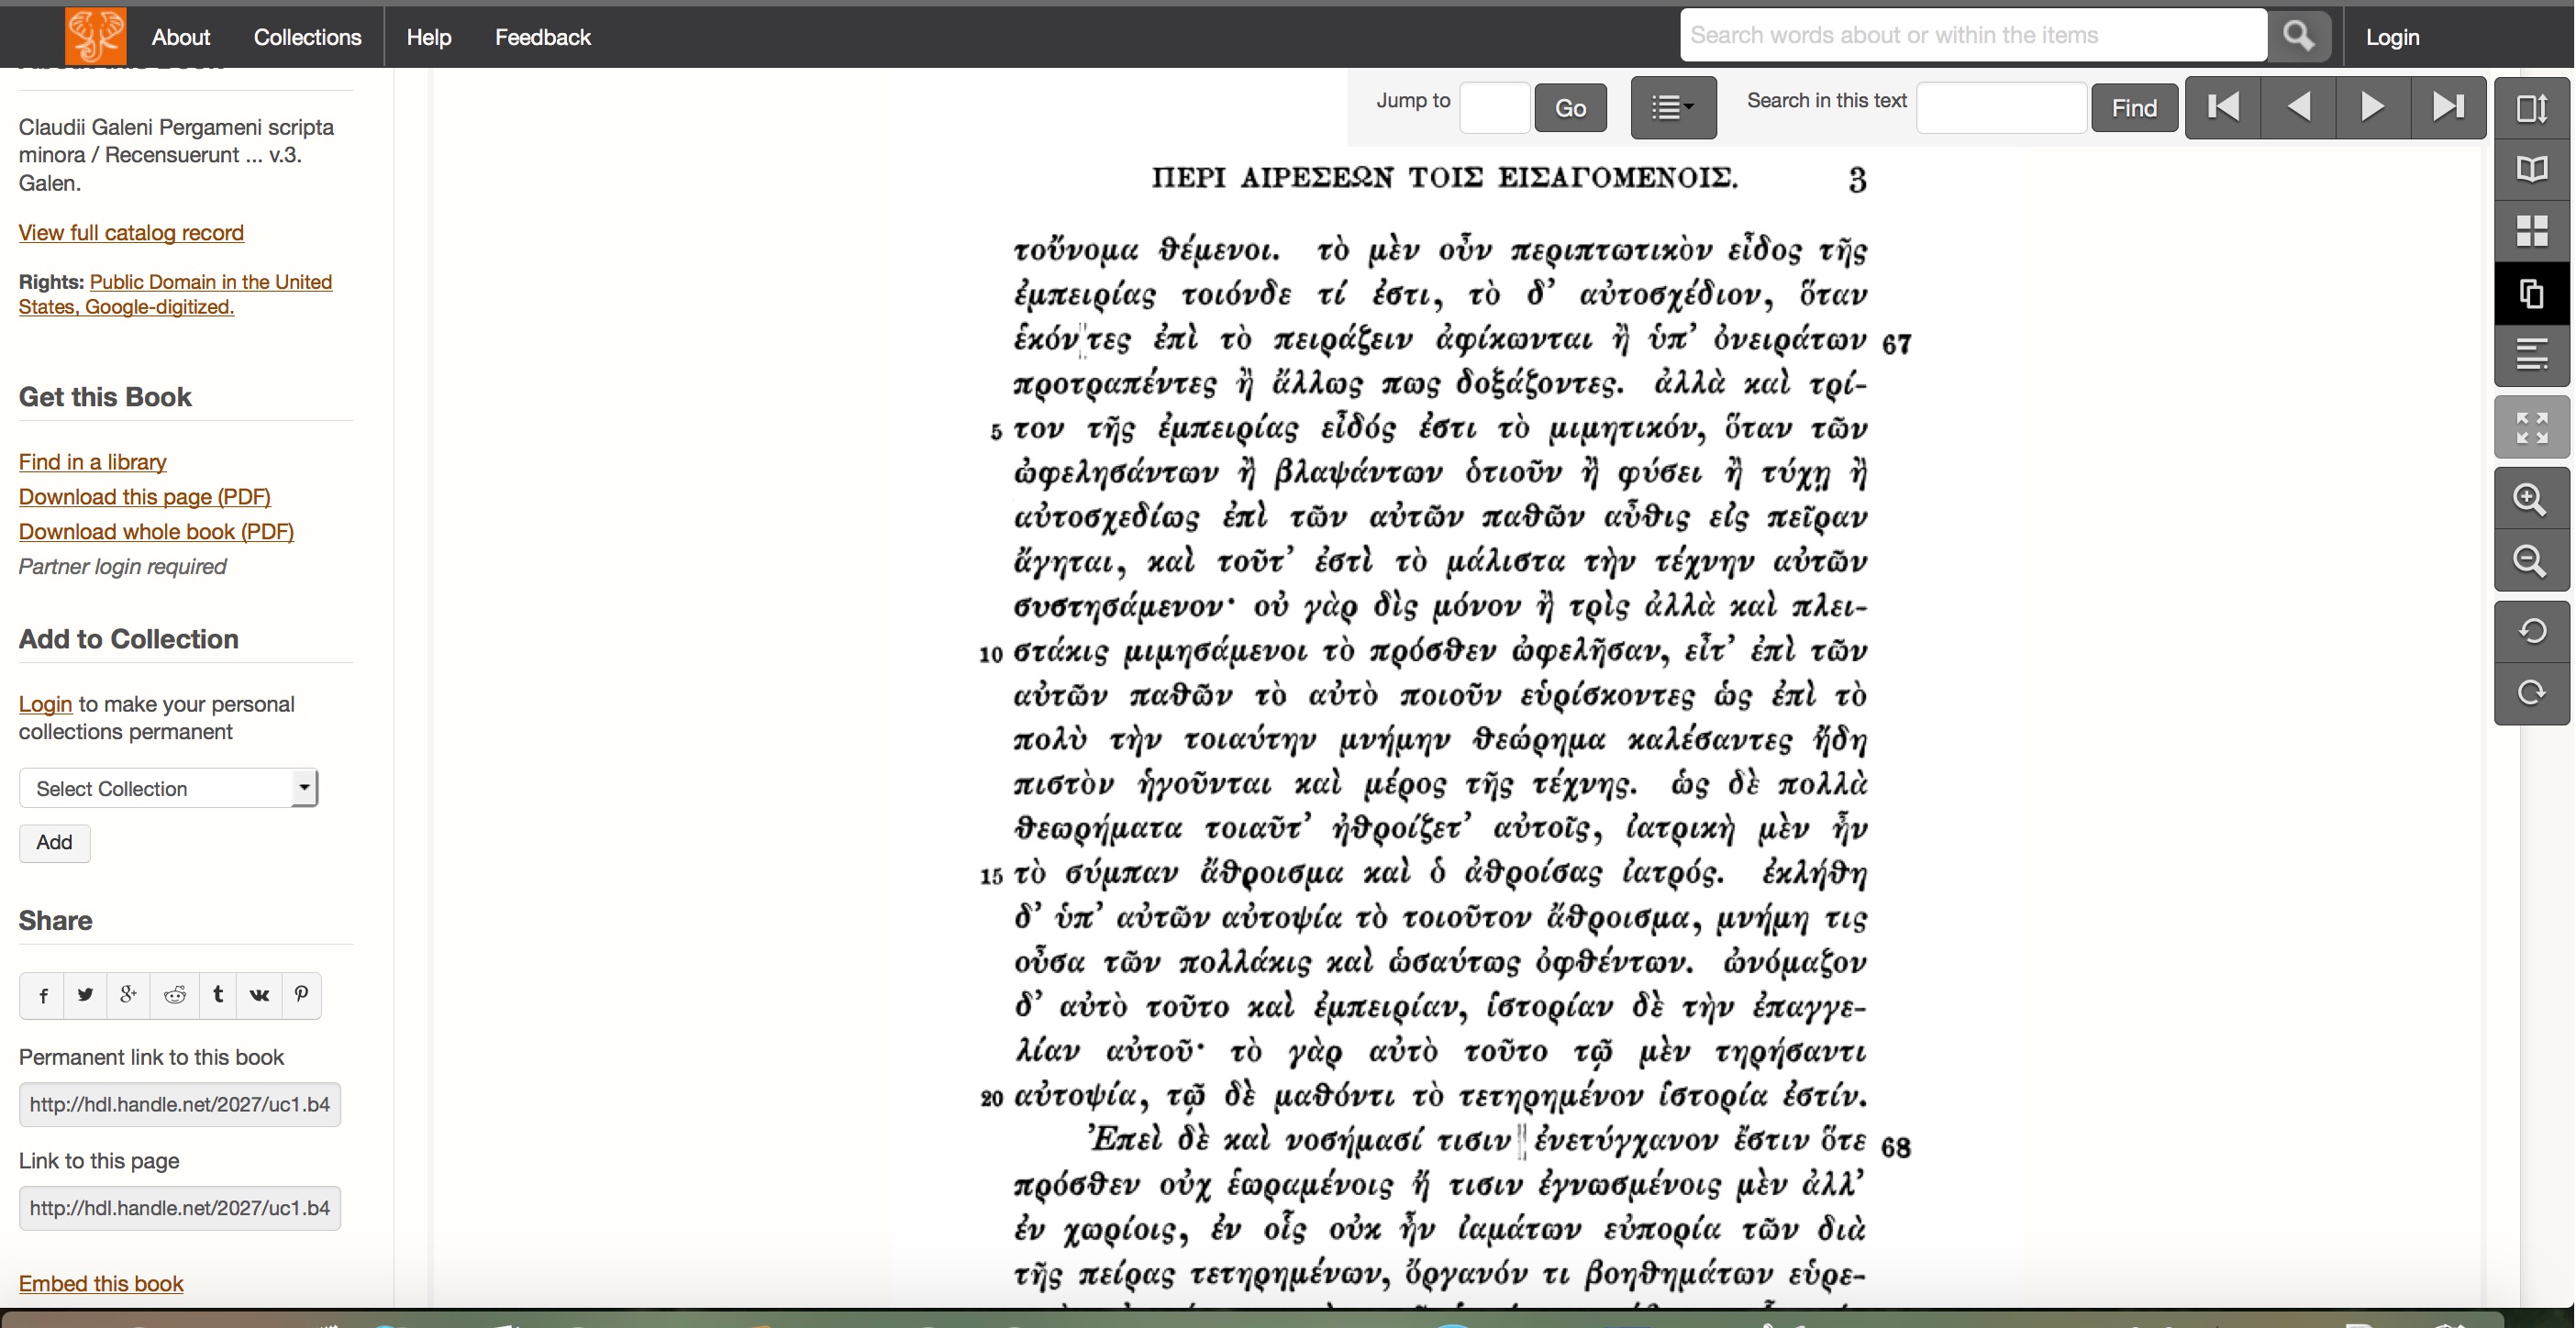 About Collections Help Feedback
Search words about or within the items
Login
About this Book
Claudii Galeni Pergameni scripta
minora / Recensuerunt ... v.3.
Galen.
View full catalog record
Rights: Public Domain in the United
States, Google-digitized.
Get this Book
Find in a library
Download this page (PDF)
Download whole book (PDF)
Partner login required
Add to Collection
Login to make your personal
collections permanent
Select Collection
Add
Share
Permanent link to this book
http://hdl.handle.net/2027/uc1.b4
Link to this page
http://hdl.handle.net/2027/uc1.b4
Embed this book
Jump to Go Search in this text Find
ΠΕΡΙ ΑΙΡΕΣΕΩΝ ΤΟΙΣ ΕΙΣΑΓΟΜΕΝΟΙΣ. 3
τοὔνομα θέμενοι. τὸ μὲν οὖν περιπτωτικὸν εἶδος τῆς
ἐμπειρίας τοιόνδε τί ἐστι, τὸ δ’ αὐτοσχέδιον, ὅταν
ἑκόν||τες ἐπὶ τὸ πειράζειν ἀφίκωνται ἢ ὑπ’ ὀνειράτων 67
προτραπέντες ἢ ἄλλως πως δοξάζοντες. ἀλλὰ καὶ τρί-
5 τον τῆς ἐμπειρίας εἶδός ἐστι τὸ μιμητικόν, ὅταν τῶν
ὠφελησάντων ἢ βλαψάντων ὁτιοῦν ἢ φύσει ἢ τύχῃ ἢ
αὐτοσχεδίως ἐπὶ τῶν αὐτῶν παθῶν αὖθις εἰς πεῖραν
ἄγηται, καὶ τοῦτ’ ἐστὶ τὸ μάλιστα τὴν τέχνην αὐτῶν
συστησάμενον· οὐ γὰρ δὶς μόνον ἢ τρὶς ἀλλὰ καὶ πλει-
10 στάκις μιμησάμενοι τὸ πρόσθεν ὠφελῆσαν, εἶτ’ ἐπὶ τῶν
αὐτῶν παθῶν τὸ αὐτὸ ποιοῦν εὑρίσκοντες ὡς ἐπὶ τὸ
πολὺ τὴν τοιαύτην μνήμην θεώρημα καλέσαντες ἤδη
πιστὸν ἡγοῦνται καὶ μέρος τῆς τέχνης. ὡς δὲ πολλὰ
θεωρήματα τοιαῦτ’ ἠθροίζετ’ αὐτοῖς, ἰατρικὴ μὲν ἦν
15 τὸ σύμπαν ἄθροισμα καὶ ὁ ἀθροίσας ἰατρός. ἐκλήθη
δ’ ὑπ’ αὐτῶν αὐτοψία τὸ τοιοῦτον ἄθροισμα, μνήμη τις
οὖσα τῶν πολλάκις καὶ ὡσαύτως ὀφθέντων. ὠνόμαζον
δ’ αὐτὸ τοῦτο καὶ ἐμπειρίαν, ἱστορίαν δὲ τὴν ἐπαγγε-
λίαν αὐτοῦ· τὸ γὰρ αὐτὸ τοῦτο τῷ μὲν τηρήσαντι
20 αὐτοψία, τῷ δὲ μαθόντι τὸ τετηρημένον ἱστορία ἐστίν.
Ἐπεὶ δὲ καὶ νοσήμασί τισιν || ἐνετύγχανον ἔστιν ὅτε 68
πρόσθεν οὐχ ἑωραμένοις ἤ τισιν ἐγνωσμένοις μὲν ἀλλ’
ἐν χωρίοις, ἐν οἷς οὐκ ἦν ἰαμάτων εὐπορία τῶν διὰ
τῆς πείρας τετηρημένων, ὄργανόν τι βοηθημάτων εὑρε-